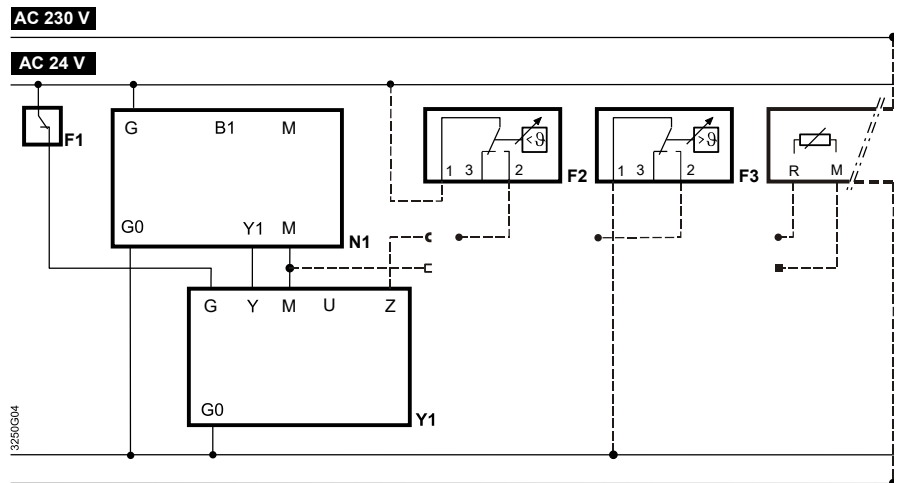 AC 230 V
AC 24 V
F1
G B1 M
G0 Y1 M
N1
<ϑ
1 3 2
F2
>ϑ
1 3 2
F3
R M
G Y M U Z
G0
Y1
3250G04